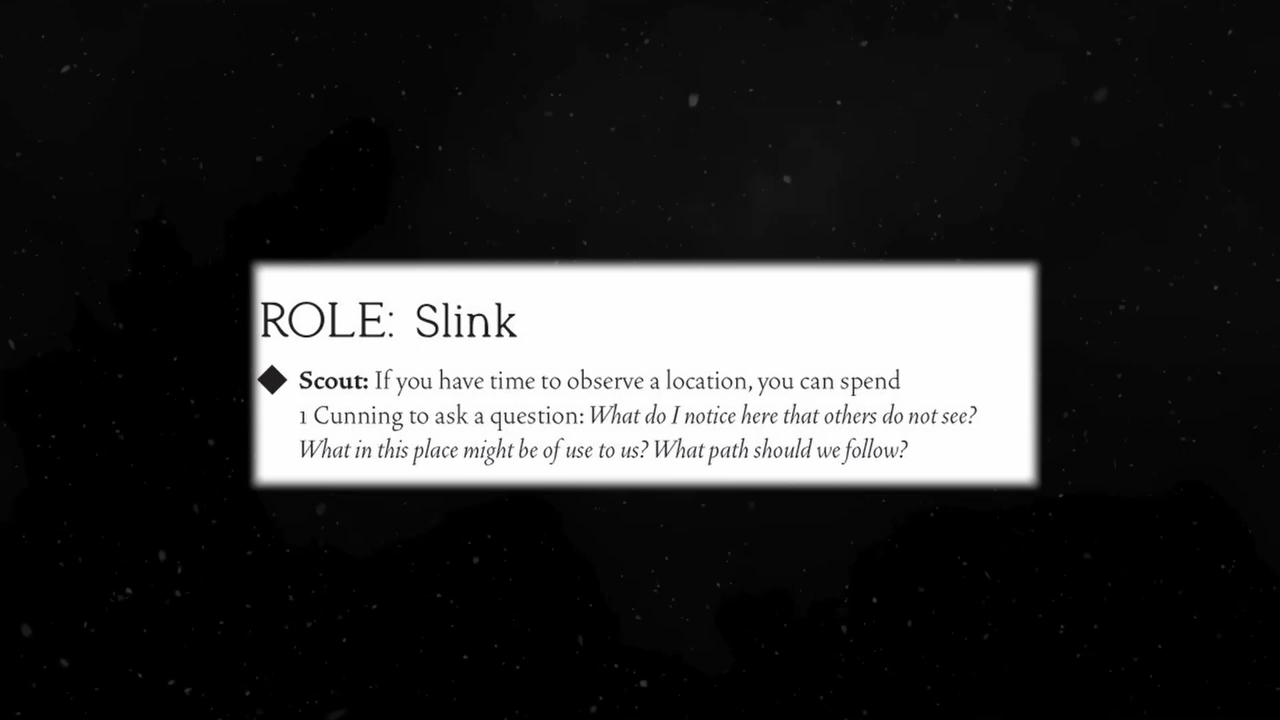 ROLE: Slink
Scout: If you have time to observe a location, you can spend
1 Cunning to ask a question: What do I notice here that others do not see?
What in this place might be of use to us? What path should we follow?